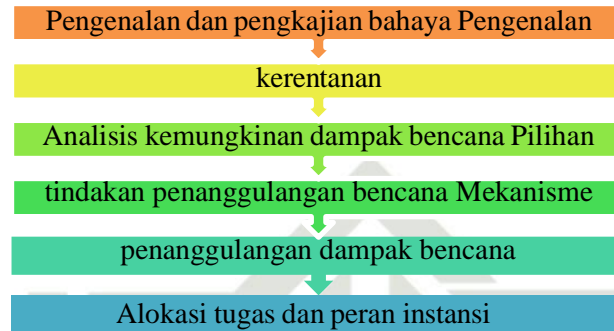 Pengenalan dan pengkajian bahaya Pengenalan
kerentanan
Analisis kemungkinan dampak bencana Pilihan
tindakan penanggulangan bencana Mekanisme
penanggulangan dampak bencana
Alokasi tugas dan peran instansi